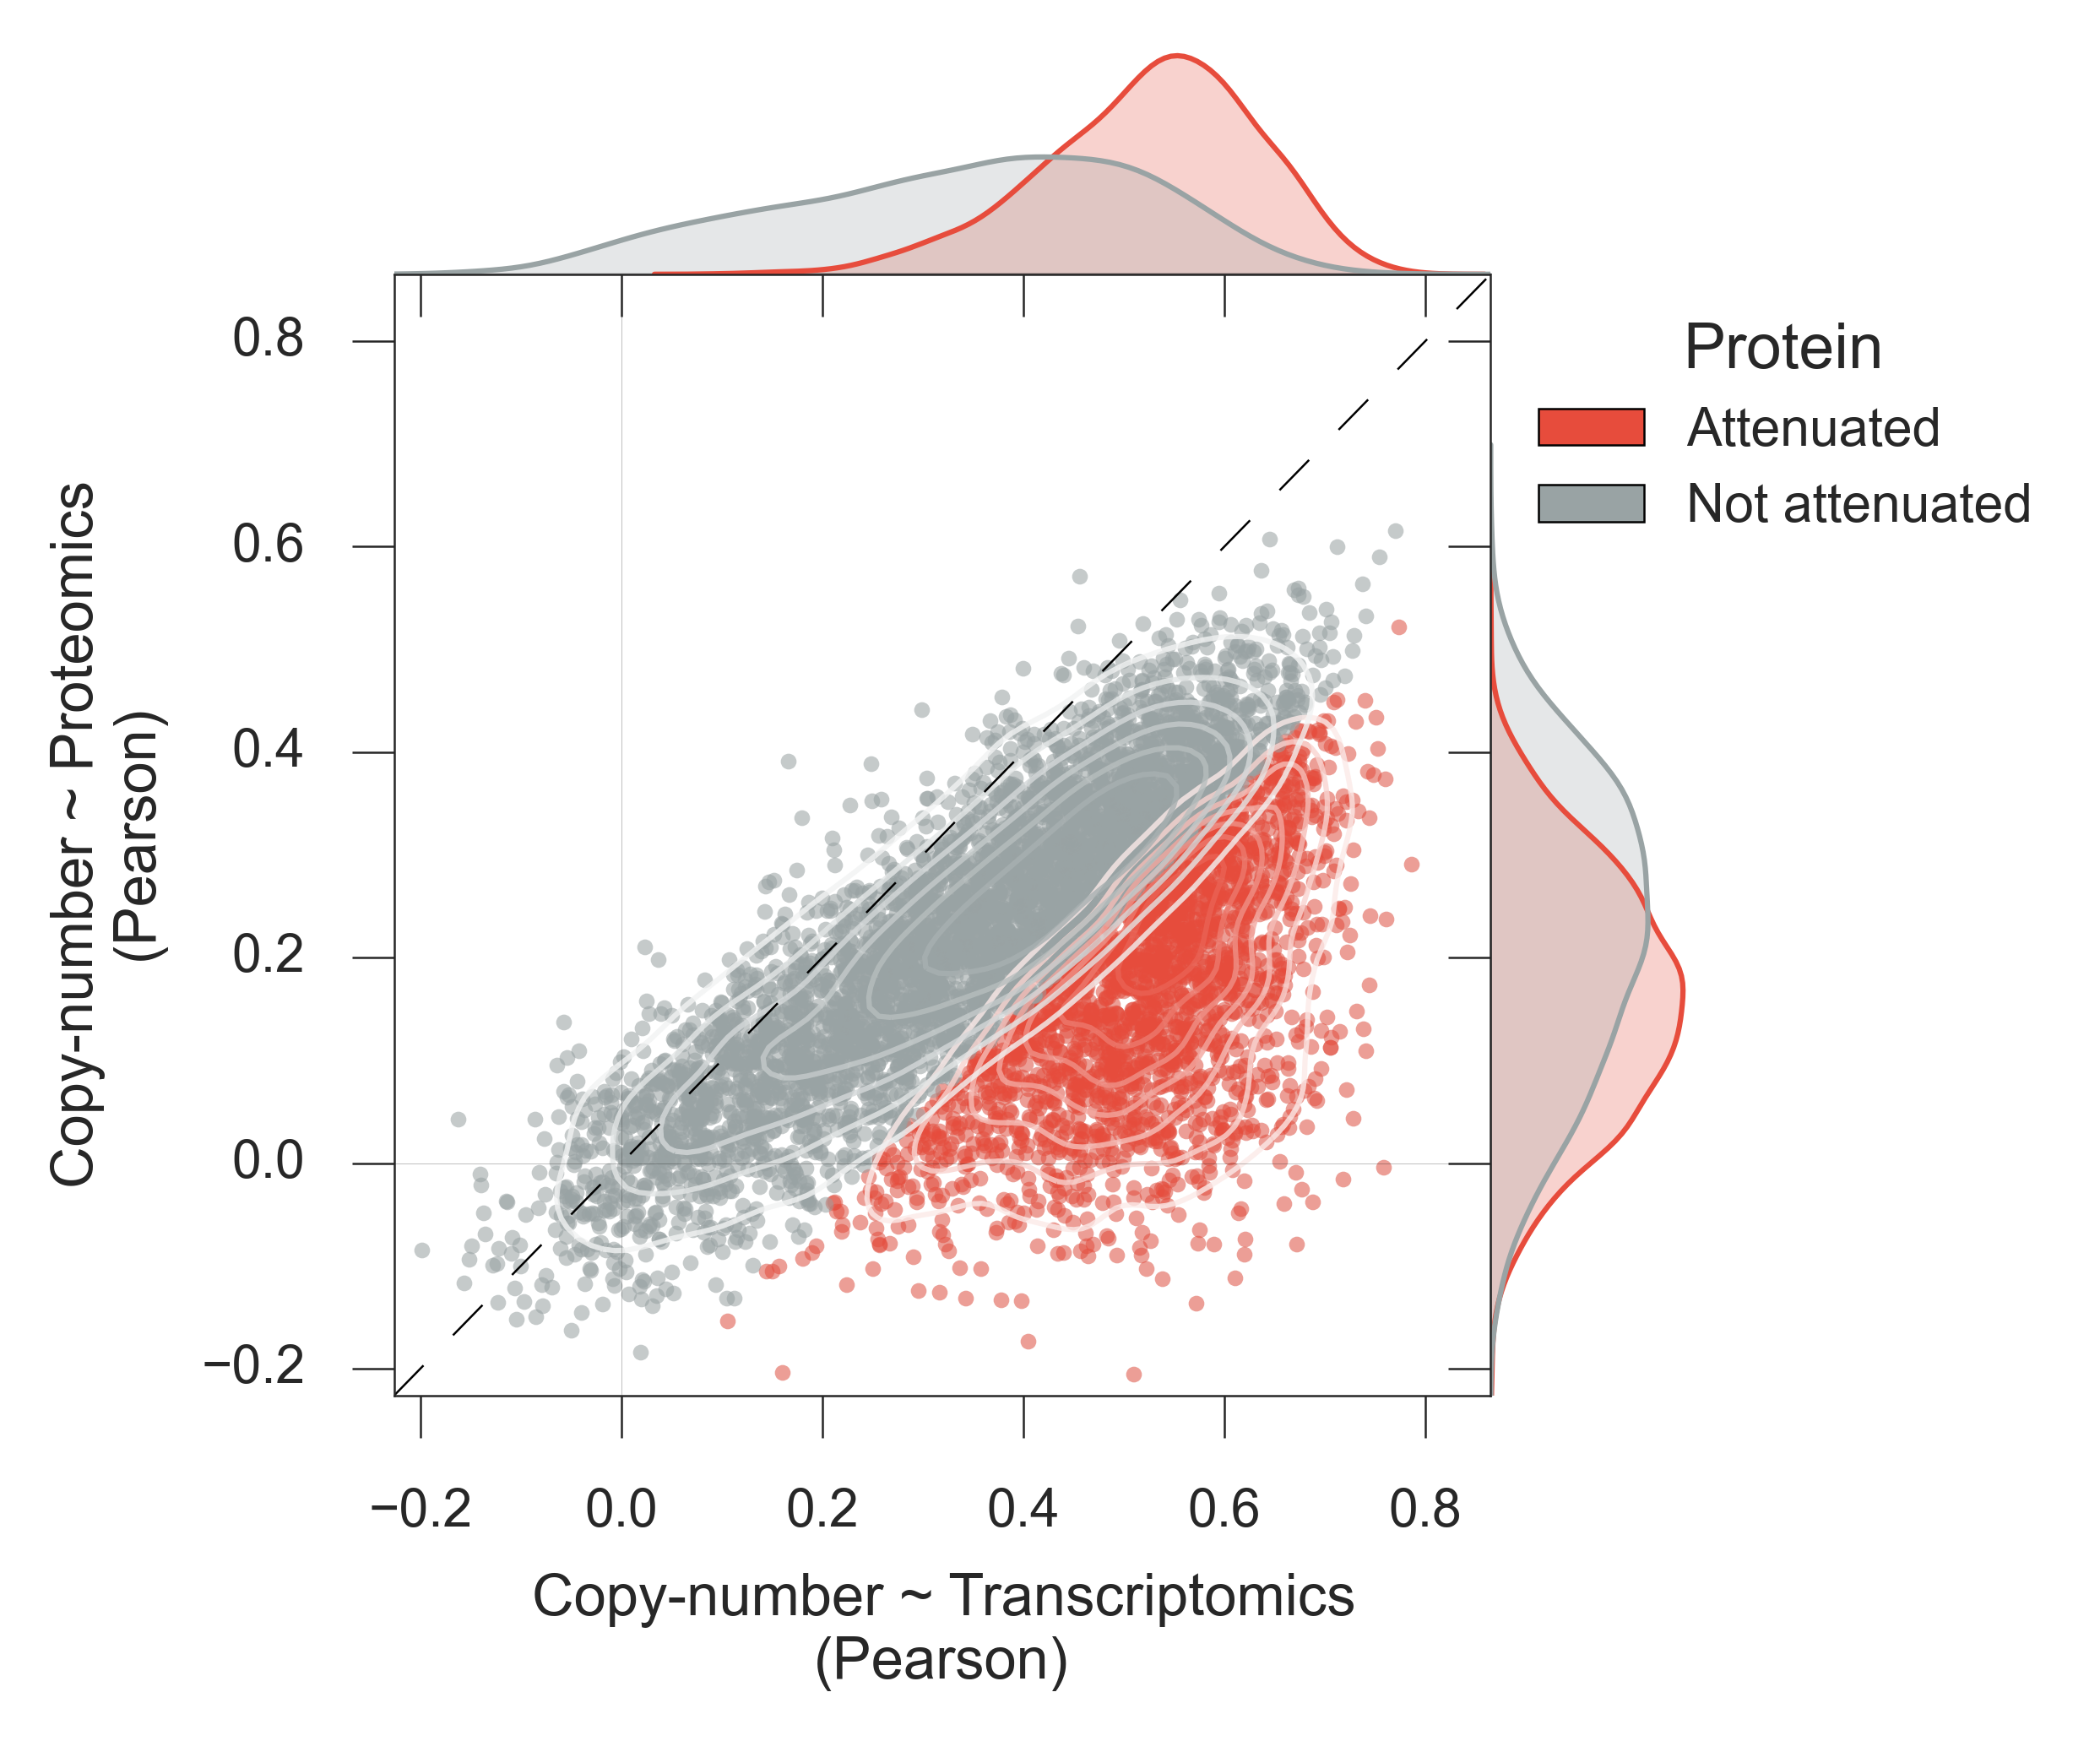 Protein
Attenuated
Not attenuated
0.8
0.6
0.4
0.2
0.0
−0.2
Copy-number ~ Proteomics
(Pearson)
−0.2 0.0 0.2 0.4 0.6 0.8
Copy-number ~ Transcriptomics
(Pearson)